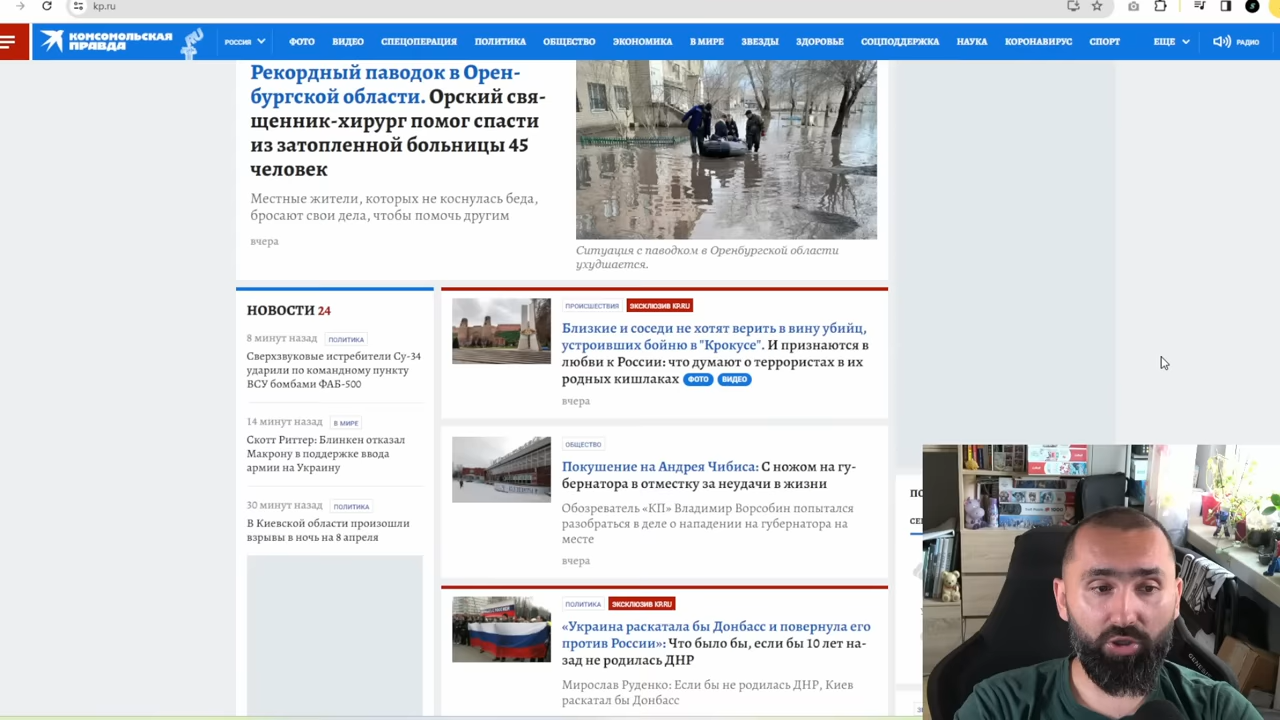 kp.ru
КОМСОМОЛЬСКАЯ
ПРАВДА
РОССИЯ
ФОТО
ВИДЕО
СПЕЦОПЕРАЦИЯ
ПОЛИТИКА
ОБЩЕСТВО
ЭКОНОМИКА
В МИРЕ
ЗВЕЗДЫ
ЗДОРОВЬЕ
СОЦПОДДЕРЖКА
НАУКА
КОРОНАВИРУС
СПОРТ
ЕЩЕ
РАДИО
Рекордный паводок в Орен-
бургской области. Орский свя-
щенник-хирург помог спасти
из затопленной больницы 45
человек
Местные жители, которых не коснулась беда,
бросают свои дела, чтобы помочь другим
вчера
Ситуация с паводком в Оренбургской области
ухудшается.
НОВОСТИ 24
8 минут назад ПОЛИТИКА
Сверхзвуковые истребители Су-34
ударили по командному пункту
ВСУ бомбами ФАБ-500
14 минут назад В МИРЕ
Скотт Риттер: Блинкен отказал
Макрону в поддержке ввода
армии на Украину
30 минут назад ПОЛИТИКА
В Киевской области произошли
взрывы в ночь на 8 апреля
ПРОИСШЕСТВИЯ ЭКСКЛЮЗИВ KP.RU
Близкие и соседи не хотят верить в вину убийц,
устроивших бойню в "Крокусе". И признаются в
любви к России: что думают о террористах в их
родных кишлаках ФОТО ВИДЕО
вчера
ОБЩЕСТВО
Покушение на Андрея Чибиса: С ножом на гу-
бернатора в отместку за неудачи в жизни
Обозреватель «КП» Владимир Ворсобин попытался
разобраться в деле о нападении на губернатора на
месте
вчера
ПОЛИТИКА ЭКСКЛЮЗИВ KP.RU
«Украина раскатала бы Донбасс и повернула его
против России»: Что было бы, если бы 10 лет на-
зад не родилась ДНР
Мирослав Руденко: Если бы не родилась ДНР, Киев
раскатал бы Донбасс